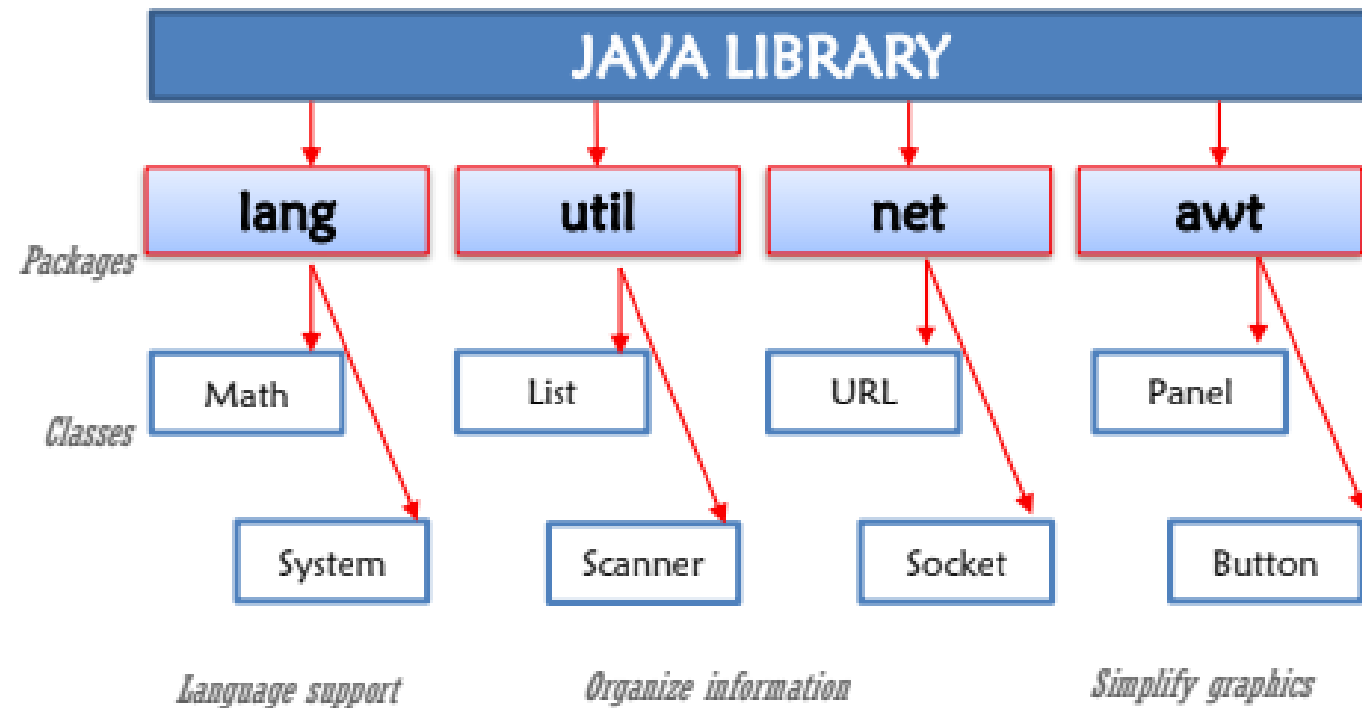 JAVA LIBRARY
lang util net awt
Packages
Math List URL Panel
Classes
System Scanner Socket Button
Language support Organize information Simplify graphics